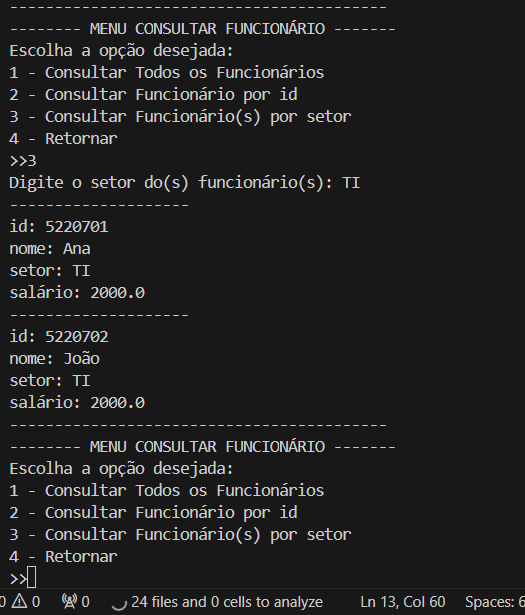 ------------------------------------------
-------- MENU CONSULTAR FUNCIONÁRIO -------
Escolha a opção desejada:
1 - Consultar Todos os Funcionários
2 - Consultar Funcionário por id
3 - Consultar Funcionário(s) por setor
4 - Retornar
>>3
Digite o setor do(s) funcionário(s): TI
--------------------
id: 5220701
nome: Ana
setor: TI
salário: 2000.0
--------------------
id: 5220702
nome: João
setor: TI
salário: 2000.0
------------------------------------------
-------- MENU CONSULTAR FUNCIONÁRIO -------
Escolha a opção desejada:
1 - Consultar Todos os Funcionários
2 - Consultar Funcionário por id
3 - Consultar Funcionário(s) por setor
4 - Retornar
>>
0 0 0 24 files and 0 cells to analyze Ln 13, Col 60 Spaces: